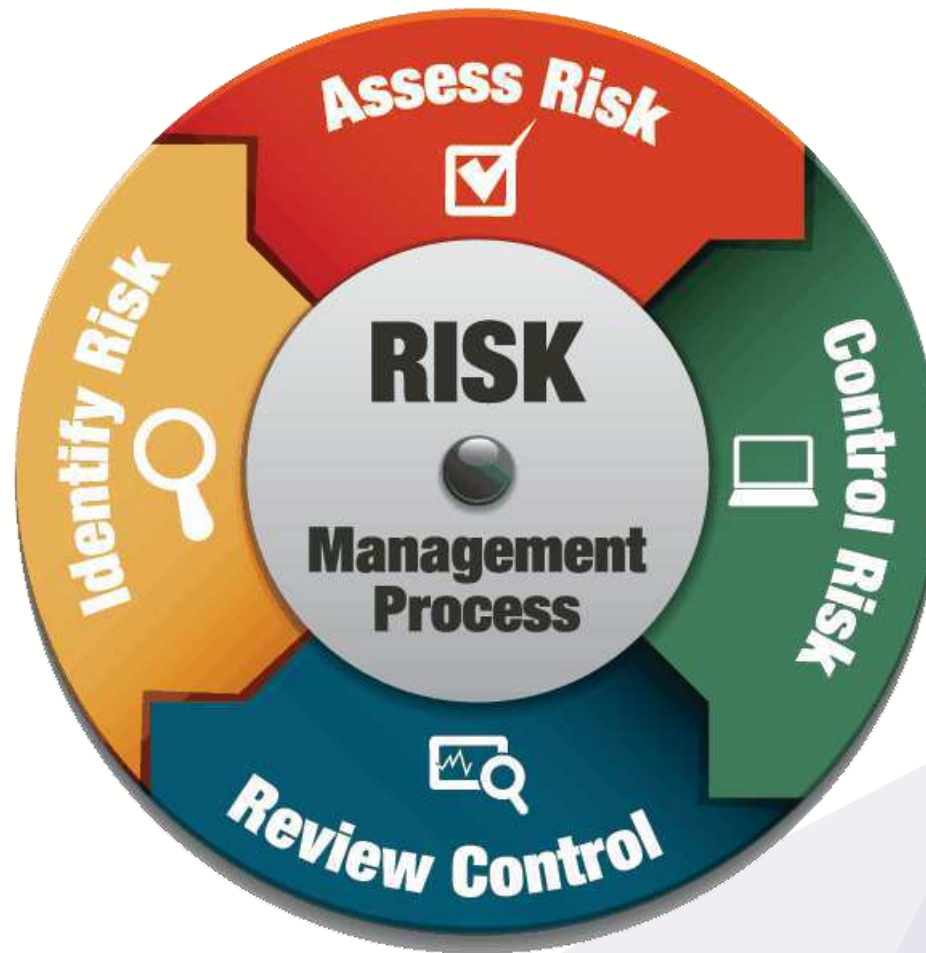 Assess Risk
Control Risk
Review Control
Identify Risk
RISK
Management
Process